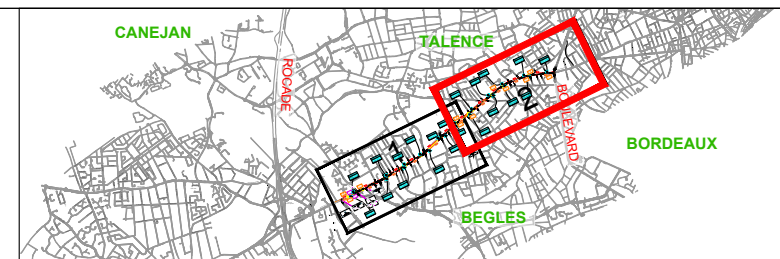 CANEJAN
TALENCE
ROCADE
2
BOULEVARD
BORDEAUX
1
BEGLES